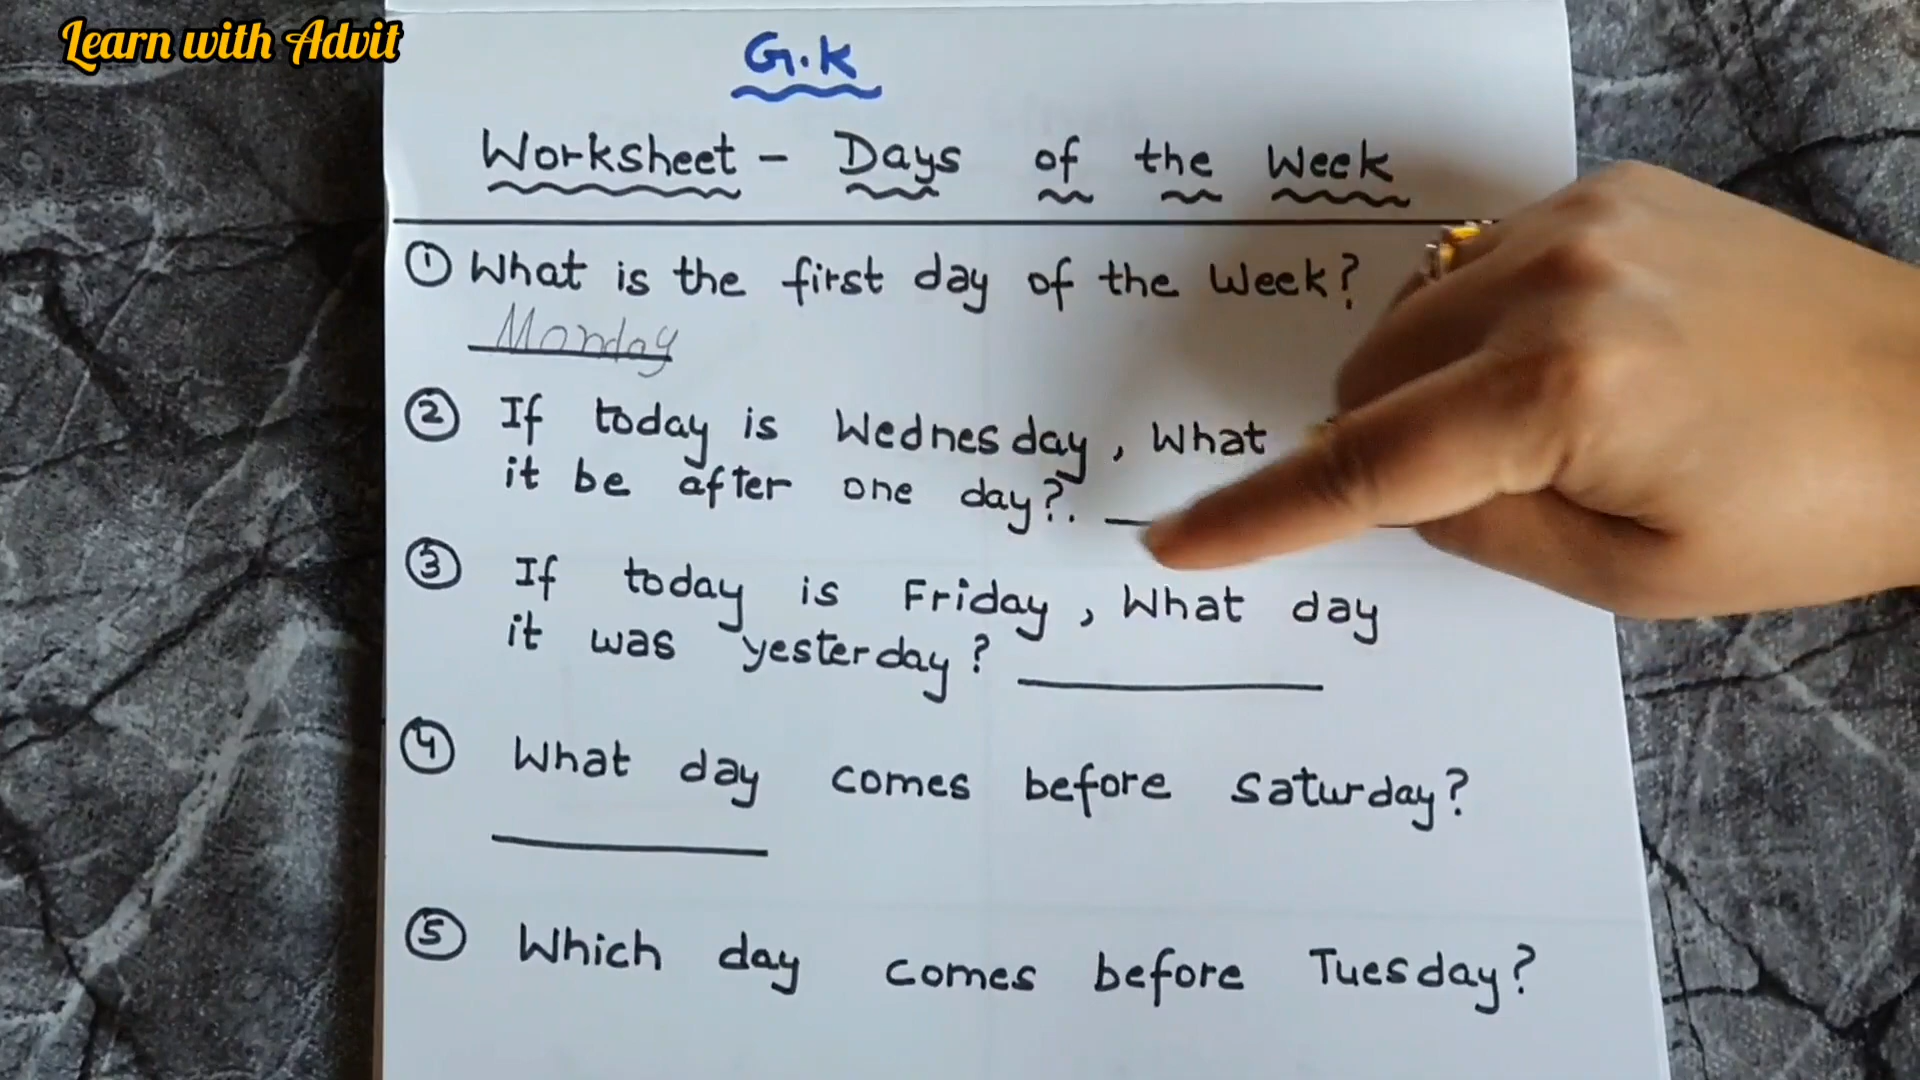 Learn with Advit
G.K
Worksheet - Days of the Week
① What is the first day of the Week?
Monday
② If today is Wednesday, What
it be after one day?.
③ If today is Friday, What day
it was yesterday?
④ What day comes before Saturday?
⑤ Which day comes before Tuesday?